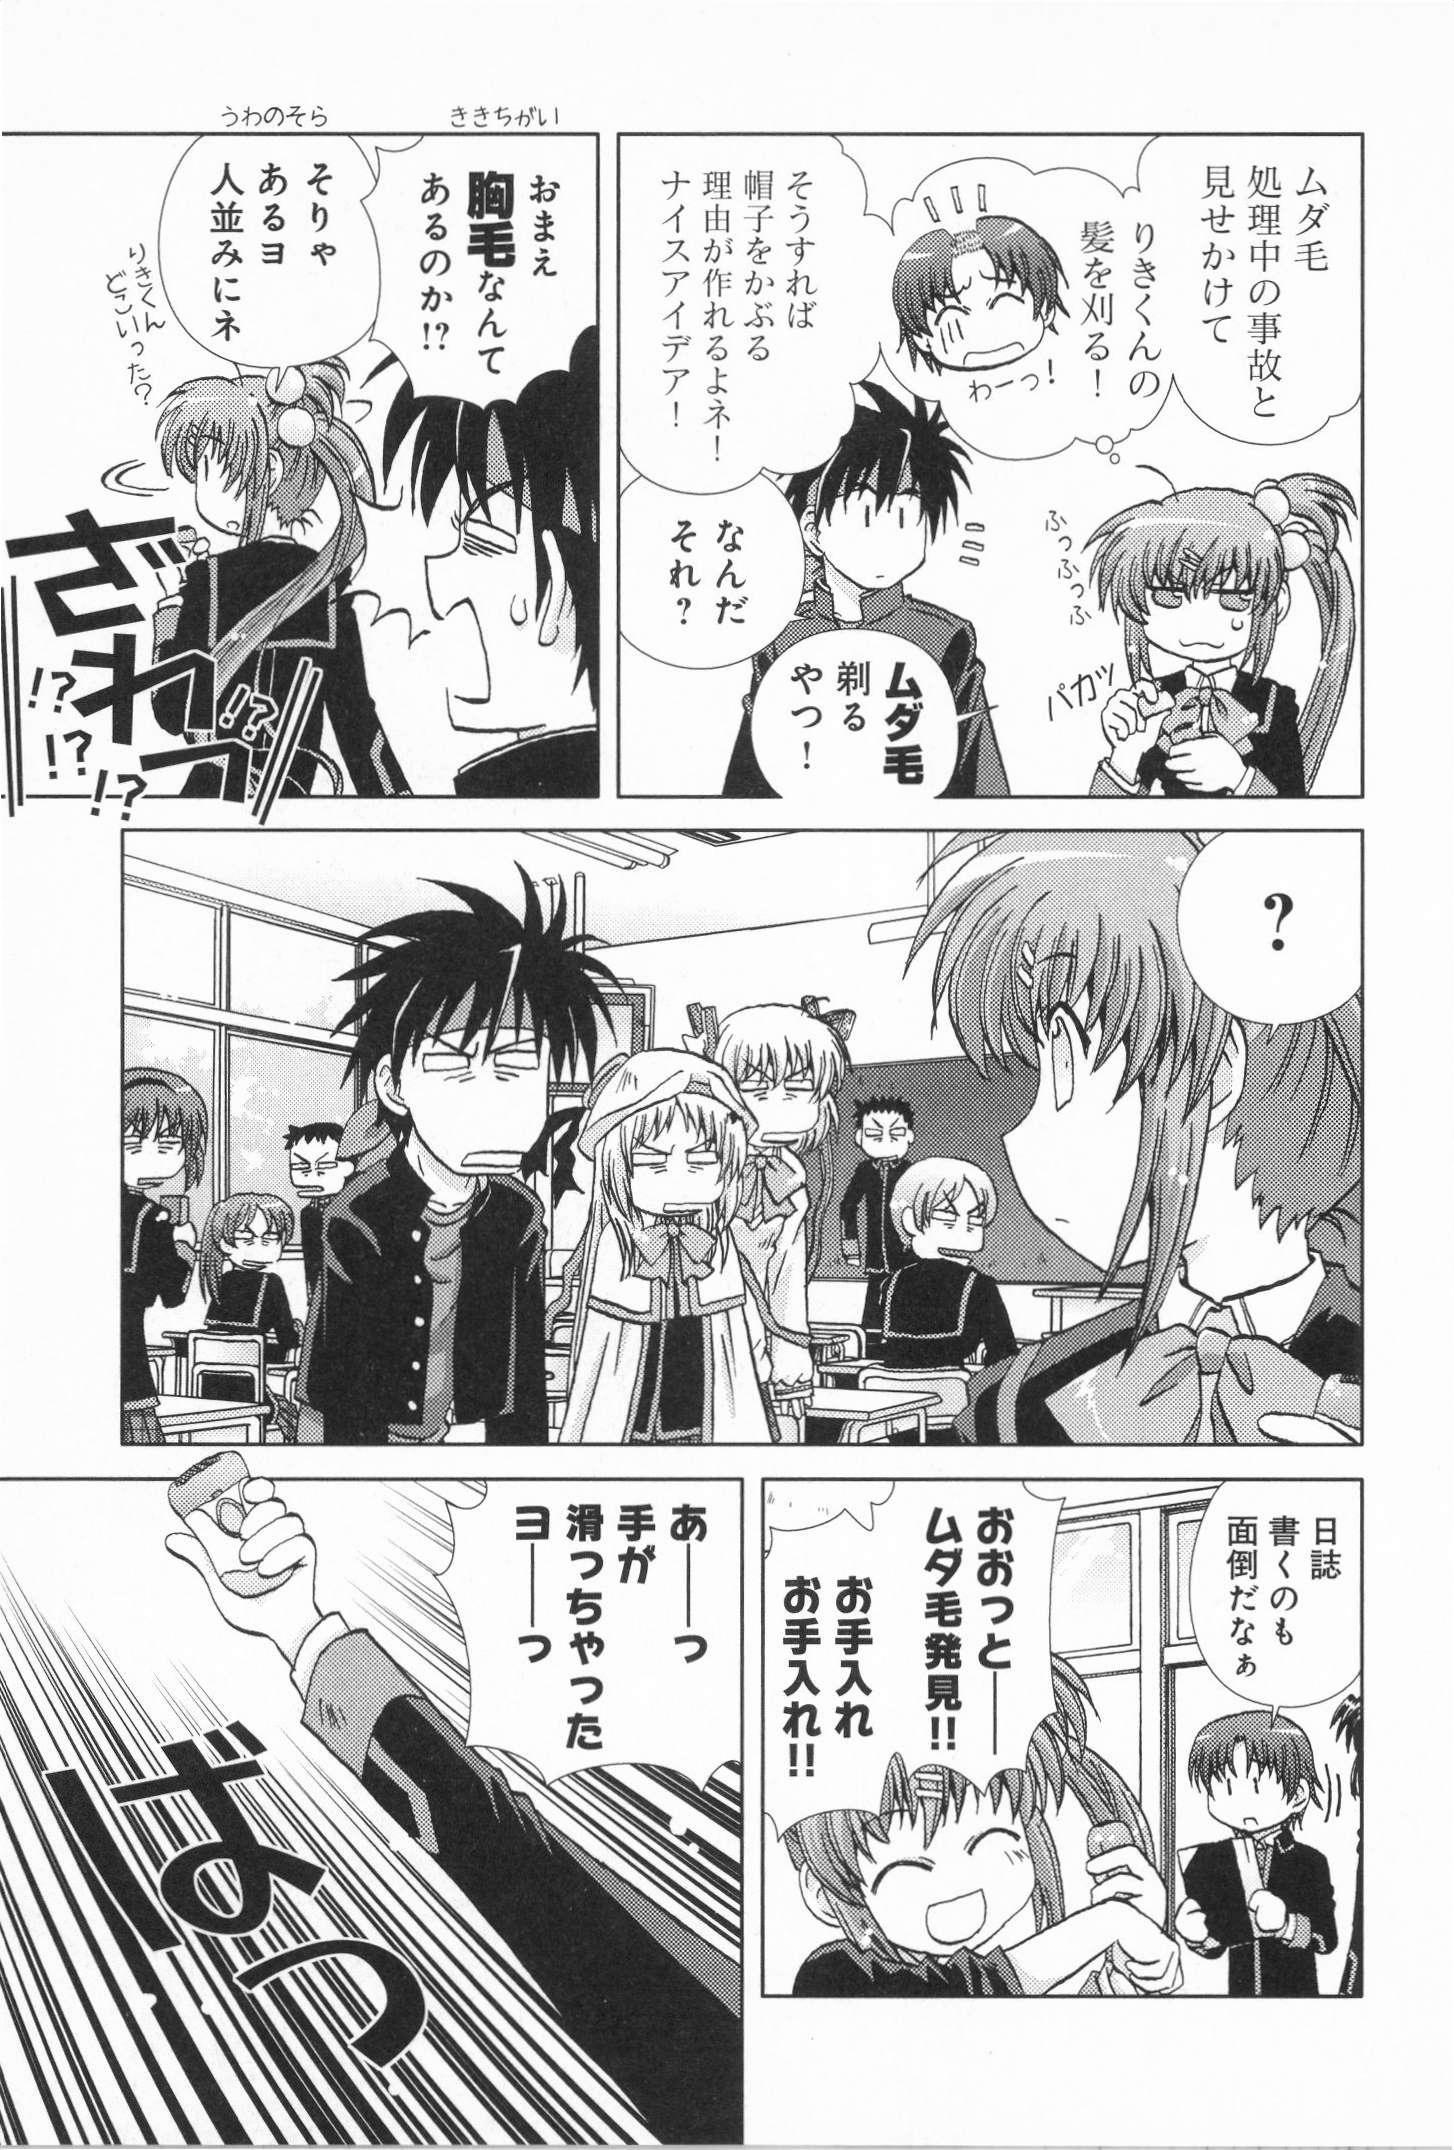 ムダ毛
処理中の事故と
見せかけて
りきくんの
髪を刈る！
わーっ！
そうすれば
帽子をかぶる
理由が作れるよネ！
ナイスアイデア！
ふっふっふっふ
パカッ
なんだ
それ？
ムダ毛
剃る
やつ！
ききちがい
おまえ
胸毛なんて
あるのか!?
うわのそら
そりゃ
あるヨ
人並みにネ
りきくん
どこいった？
ざわっ
!?
!?
!?
!?
？
日誌
書くのも
面倒だなぁ
おおっと――
ムダ毛発見!!
お手入れ
お手入れ!!
あ――っ
手が
滑っちゃった
ヨ――っ
ばっ